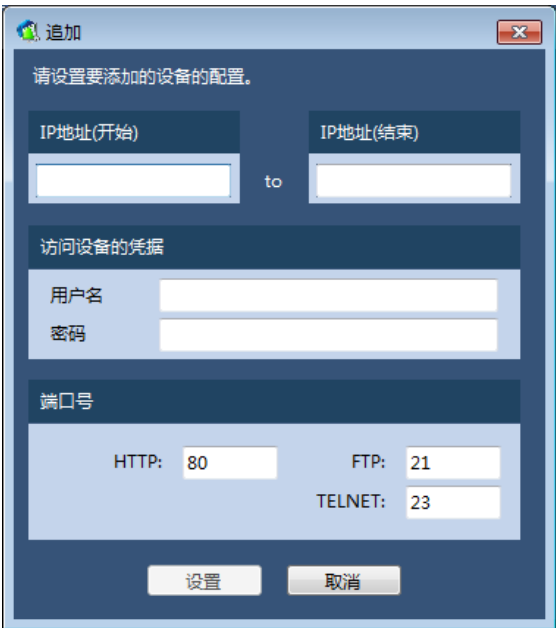 追加
请设置要添加的设备的配置。
IP地址(开始) IP地址(结束)
to
访问设备的凭据
用户名
密码
端口号
HTTP: 80 FTP: 21
TELNET: 23
设置 取消